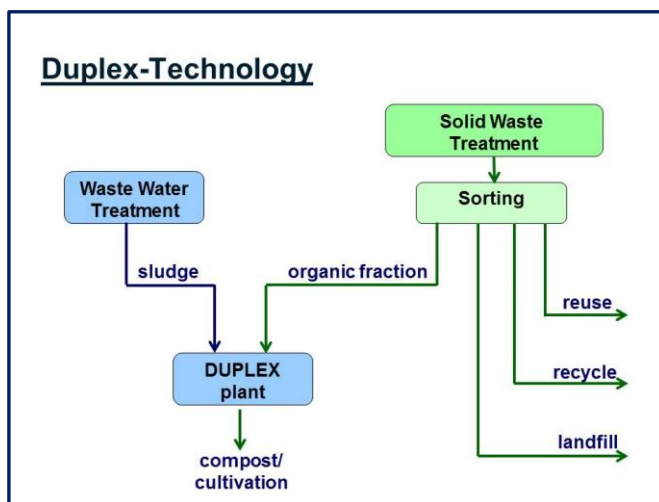 Duplex-Technology
Solid Waste
Treatment
Waste Water
Treatment
Sorting
sludge
organic fraction
reuse
DUPLEX
plant
recycle
landfill
compost/
cultivation